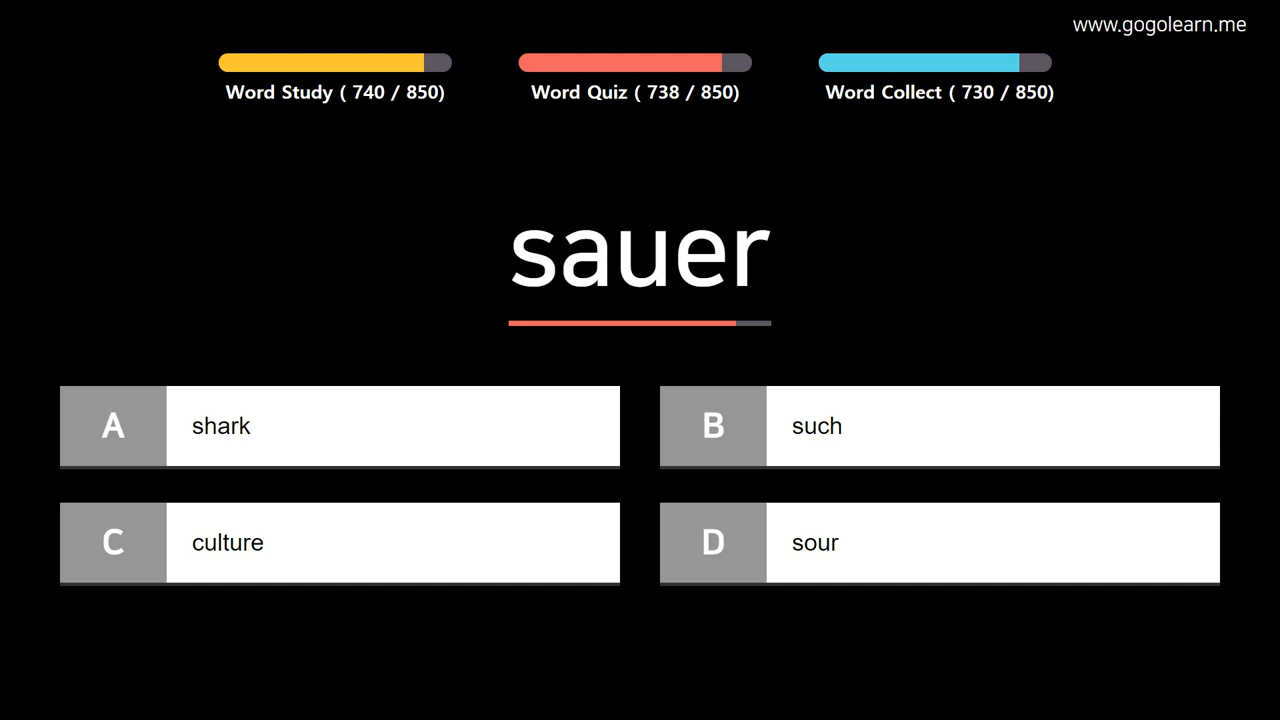 www.gogolearn.me
Word Study ( 740 / 850)
Word Quiz ( 738 / 850)
Word Collect ( 730 / 850)
sauer
A shark
B such
C culture
D sour